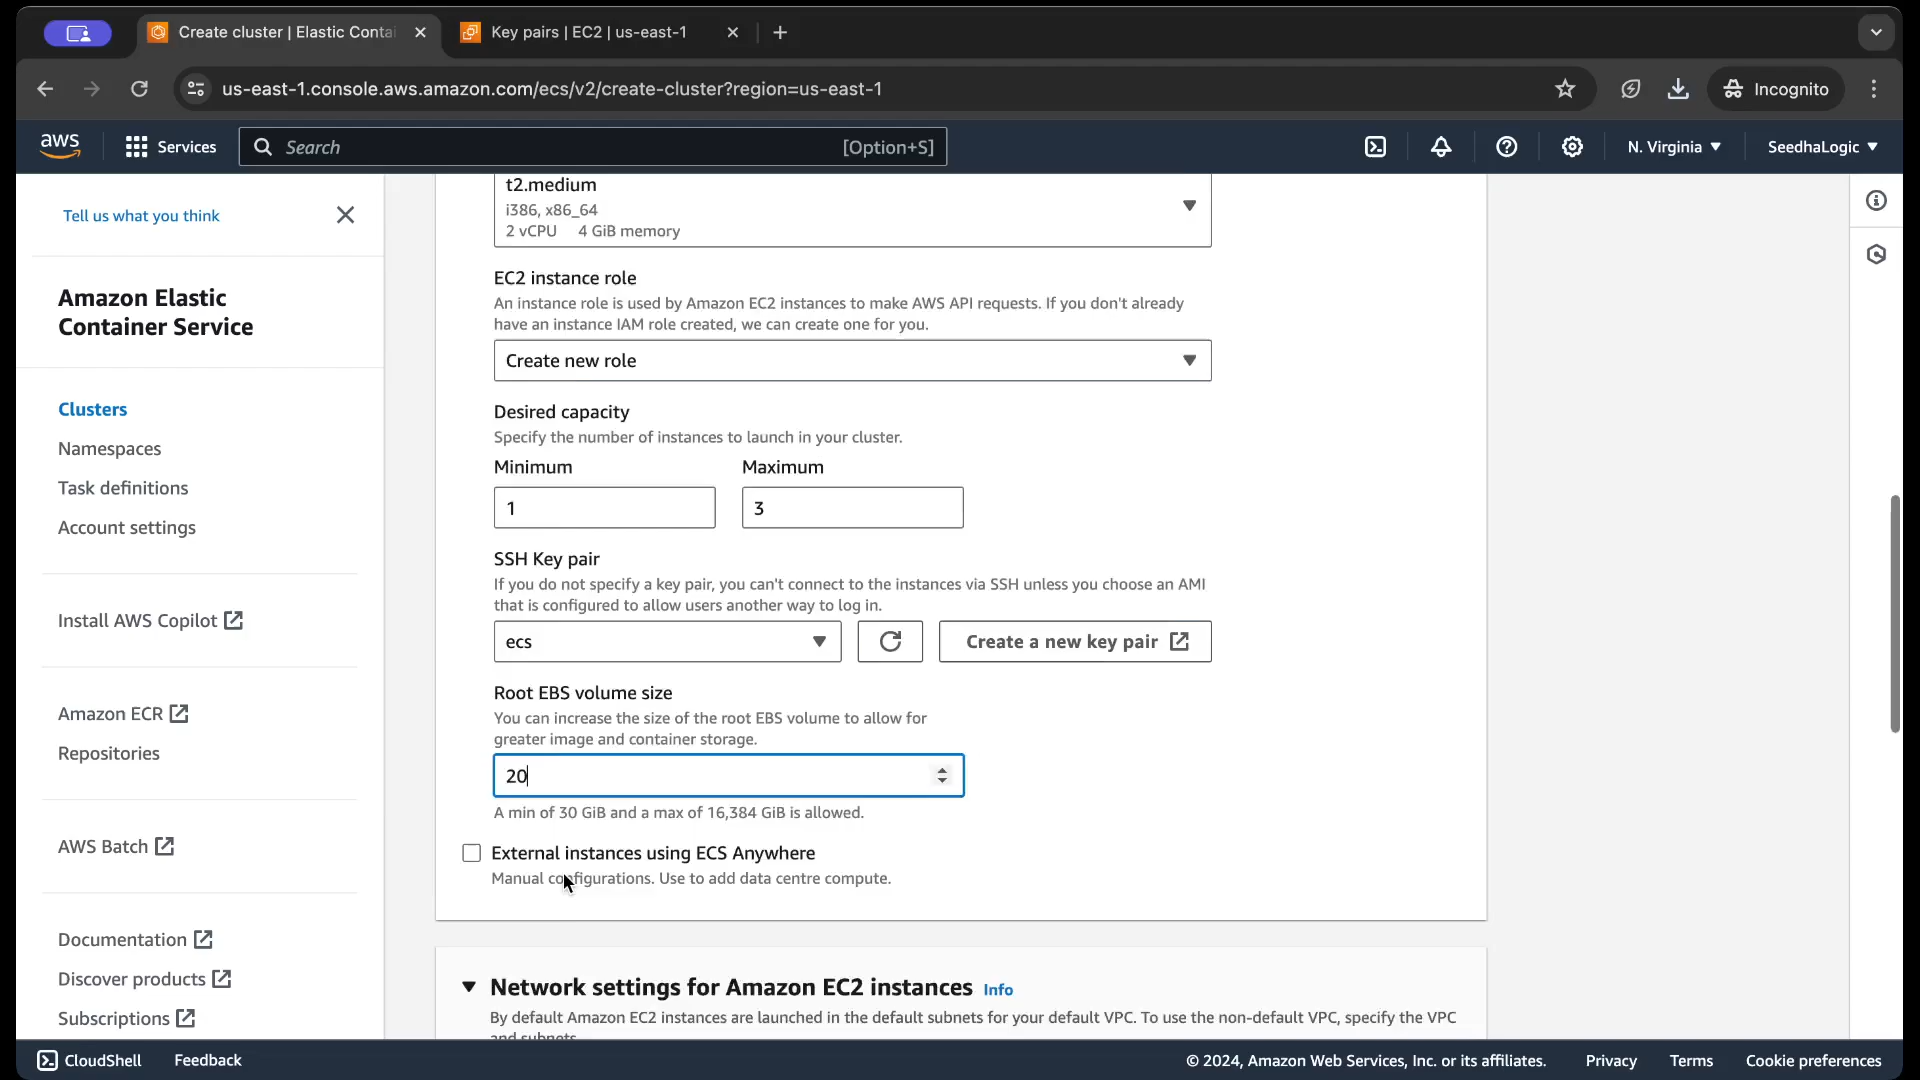 Create cluster | Elastic Conta
Key pairs | EC2 | us-east-1
us-east-1.console.aws.amazon.com/ecs/v2/create-cluster?region=us-east-1
Incognito
aws
Services
Search
[Option+S]
N. Virginia
SeedhaLogic
Tell us what you think
Amazon Elastic
Container Service
Clusters
Namespaces
Task definitions
Account settings
Install AWS Copilot
Amazon ECR
Repositories
AWS Batch
Documentation
Discover products
Subscriptions
t2.medium
i386, x86_64
2 vCPU 4 GiB memory
EC2 instance role
An instance role is used by Amazon EC2 instances to make AWS API requests. If you don't already
have an instance IAM role created, we can create one for you.
Create new role
Desired capacity
Specify the number of instances to launch in your cluster.
Minimum Maximum
1 3
SSH Key pair
If you do not specify a key pair, you can't connect to the instances via SSH unless you choose an AMI
that is configured to allow users another way to log in.
ecs
Create a new key pair
Root EBS volume size
You can increase the size of the root EBS volume to allow for
greater image and container storage.
20
A min of 30 GiB and a max of 16,384 GiB is allowed.
External instances using ECS Anywhere
Manual configurations. Use to add data centre compute.
Network settings for Amazon EC2 instances Info
By default Amazon EC2 instances are launched in the default subnets for your default VPC. To use the non-default VPC, specify the VPC
and subnets.
CloudShell
Feedback
© 2024, Amazon Web Services, Inc. or its affiliates.
Privacy
Terms
Cookie preferences